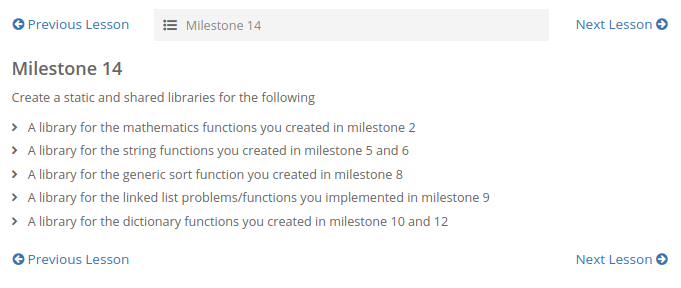 Previous Lesson
Milestone 14
Next Lesson
Milestone 14
Create a static and shared libraries for the following
A library for the mathematics functions you created in milestone 2
A library for the string functions you created in milestone 5 and 6
A library for the generic sort function you created in milestone 8
A library for the linked list problems/functions you implemented in milestone 9
A library for the dictionary functions you created in milestone 10 and 12
Previous Lesson
Next Lesson